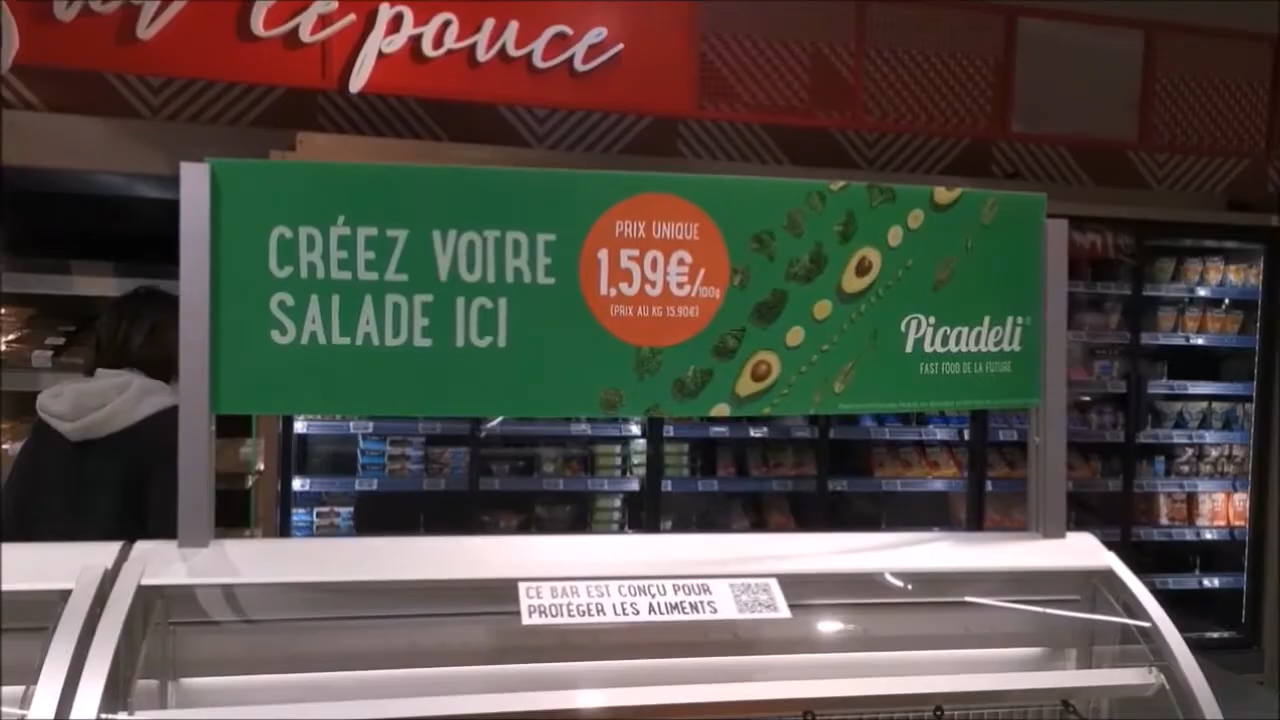 ce pouce
CRÉEZ VOTRE
SALADE ICI
PRIX UNIQUE
1,59€/100g
(PRIX AU KG 15.90€)
Picadeli
FAST FOOD DE LA FUTURE
CE BAR EST CONÇU POUR
PROTÉGER LES ALIMENTS